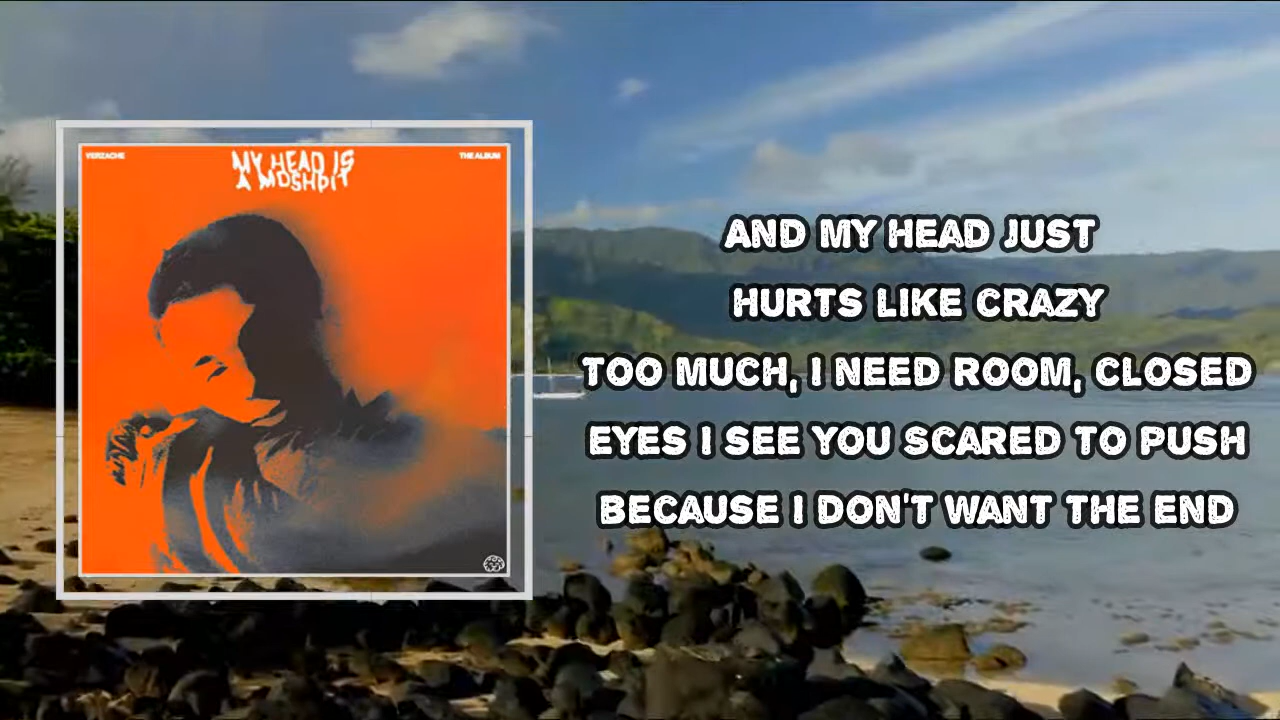 VERZACHE
THE ALBUM
MY HEAD IS
A MOSHPIT
AND MY HEAD JUST
HURTS LIKE CRAZY
TOO MUCH, I NEED ROOM, CLOSED
EYES I SEE YOU SCARED TO PUSH
BECAUSE I DON'T WANT THE END